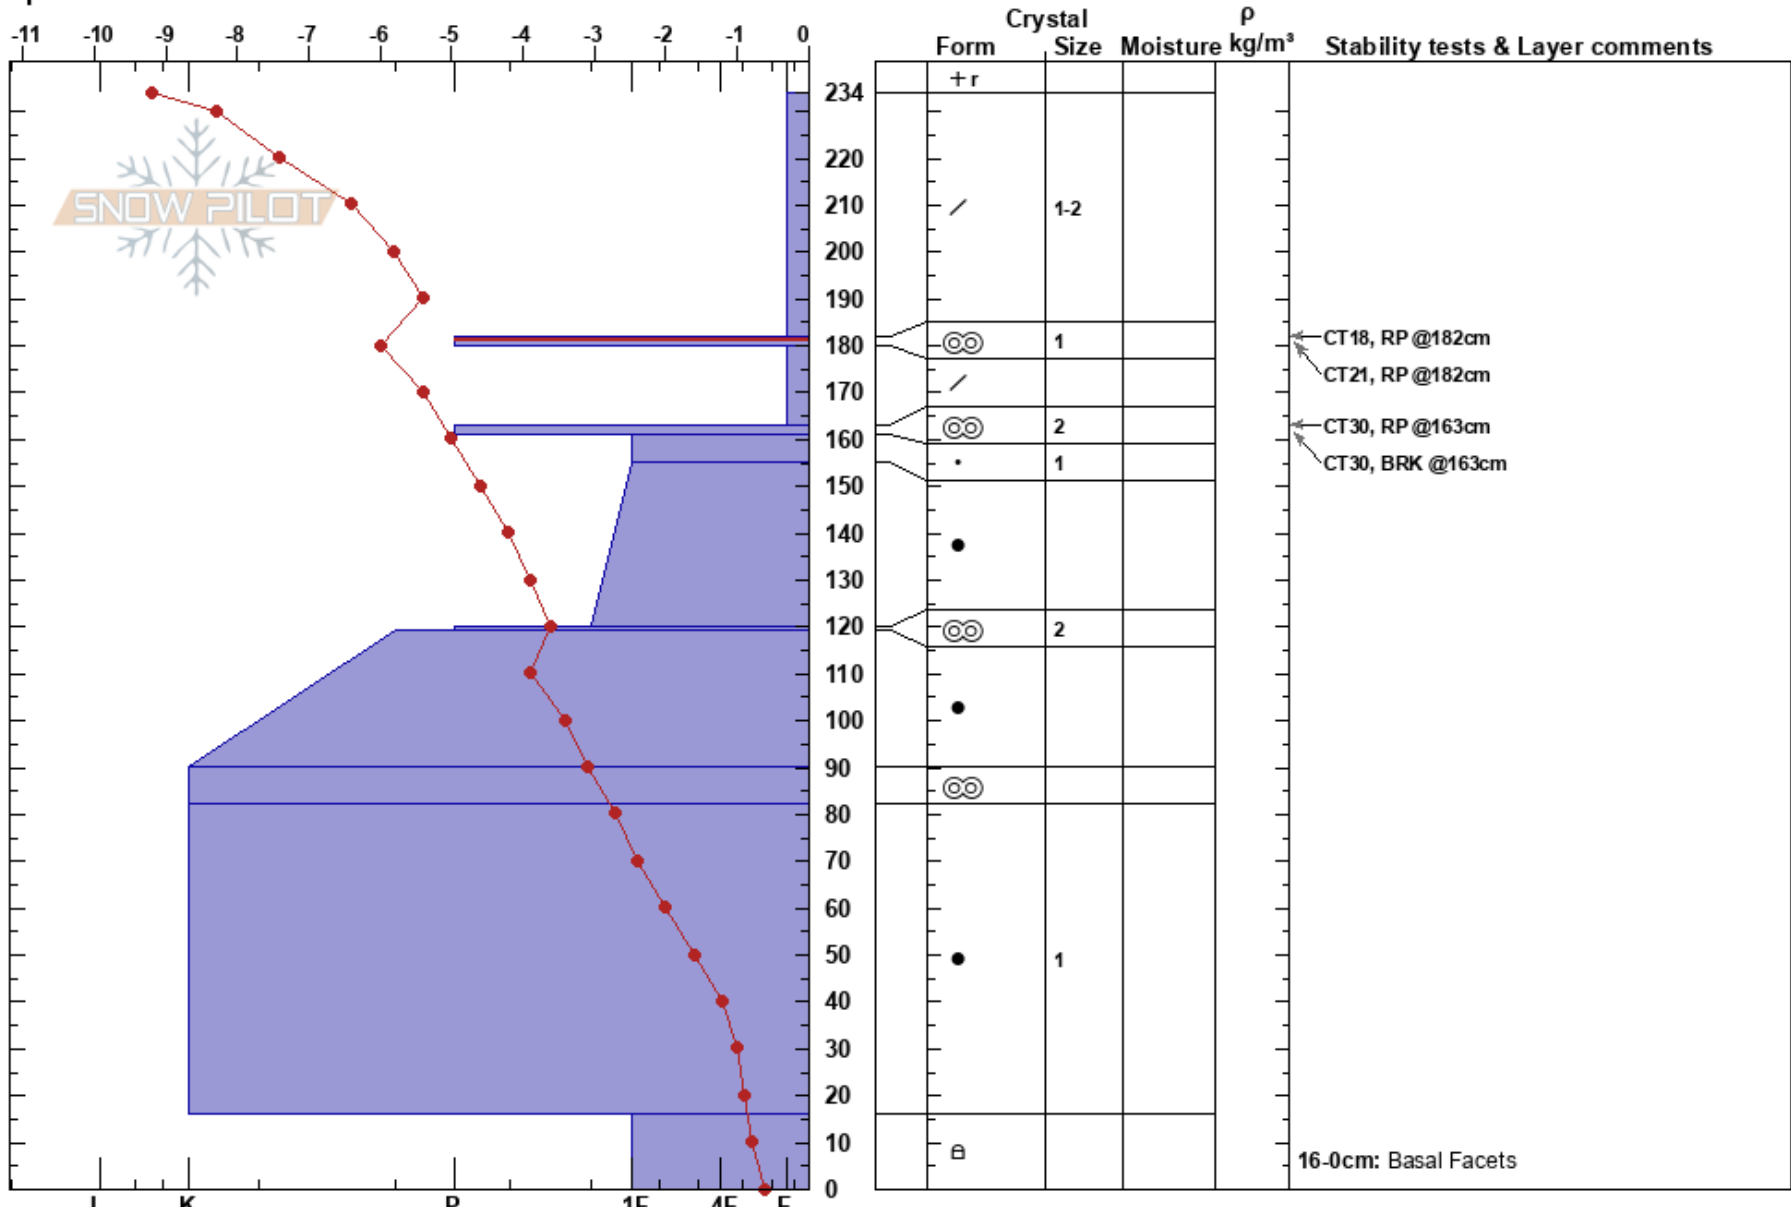 Crystal ρ
Form Size Moisture kg/m³ Stability tests & Layer comments
-11 -10 -9 -8 -7 -6 -5 -4 -3 -2 -1 0
+ r
234
SNOW PILOT
220
210 1-2
200
190
180 1
CT18, RP @182cm
CT21, RP @182cm
170
160 2
CT30, RP @163cm
1
CT30, BRK @163cm
150
140
130
120 2
110
100
90
80
70
60
50 1
40
30
20
10
16-0cm: Basal Facets
0
I K P 1F 4F F